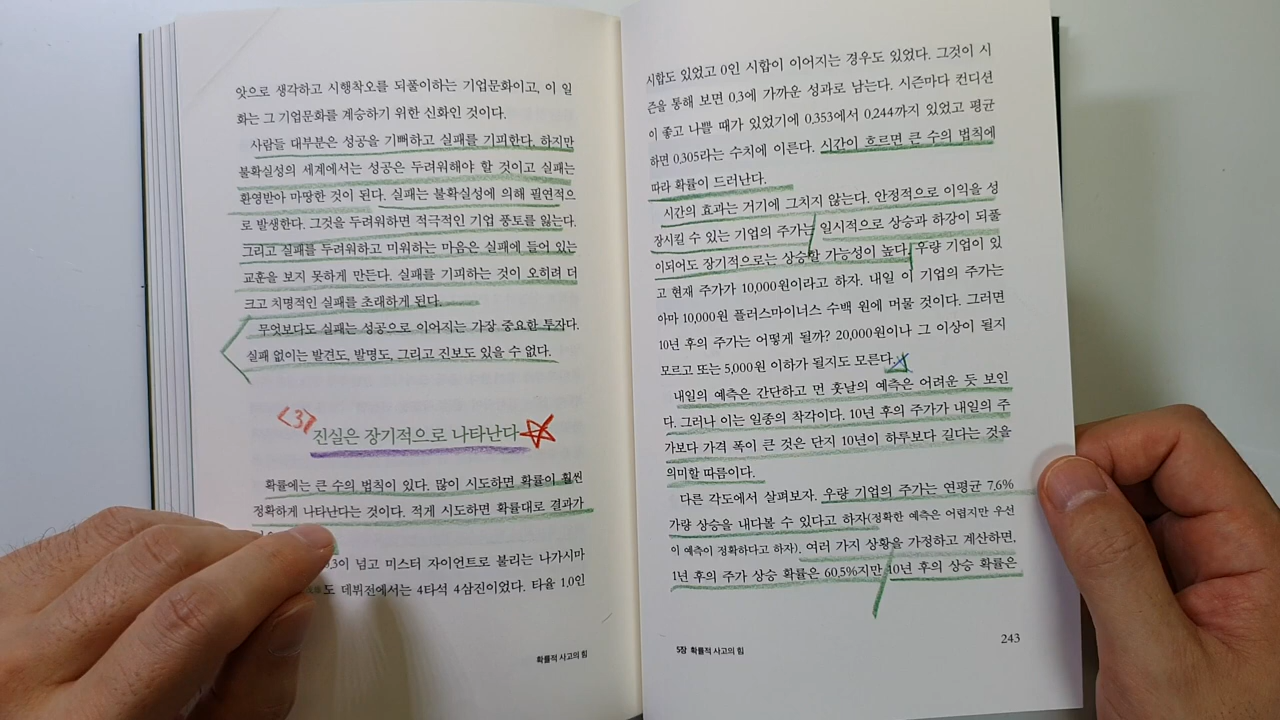 앗으로 생각하고 시행착오를 되풀이하는 기업문화이고, 이 일
화는 그 기업문화를 계승하기 위한 신화인 것이다.
사람들 대부분은 성공을 기뻐하고 실패를 기피한다. 하지만
불확실성의 세계에서는 성공은 두려워해야 할 것이고 실패는
환영받아 마땅한 것이 된다. 실패는 불확실성에 의해 필연적으
로 발생한다. 그것을 두려워하면 적극적인 기업 풍토를 잃는다.
그리고 실패를 두려워하고 미워하는 마음은 실패에 들어 있는
교훈을 보지 못하게 만든다. 실패를 기피하는 것이 오히려 더
크고 치명적인 실패를 초래하게 된다.
무엇보다도 실패는 성공으로 이어지는 가장 중요한 투자다.
실패 없이는 발견도, 발명도, 그리고 진보도 있을 수 없다.
<3>
진실은 장기적으로 나타난다
확률에는 큰 수의 법칙이 있다. 많이 시도하면 확률이 훨씬
정확하게 나타난다는 것이다. 적게 시도하면 확률대로 결과가
넘고 미스터 자이언트로 불리는 나가시마
도 데뷔전에서는 4타석 4삼진이었다. 타율 1.0인
확률적 사고의 힘
시합도 있었고 0인 시합이 이어지는 경우도 있었다. 그것이 시
즌을 통해 보면 0.3에 가까운 성과로 남는다. 시즌마다 컨디션
이 좋고 나쁠 때가 있었기에 0.353에서 0.244까지 있었고 평균
하면 0.305라는 수치에 이른다. 시간이 흐르면 큰 수의 법칙에
따라 확률이 드러난다.
시간의 효과는 거기에 그치지 않는다. 안정적으로 이익을 성
장시킬 수 있는 기업의 주가는 일시적으로 상승과 하강이 되풀
이되어도 장기적으로는 상승할 가능성이 높다. 우량 기업이 있
고 현재 주가가 10,000원이라고 하자. 내일 이 기업의 주가는
아마 10,000원 플러스마이너스 수백 원에 머물 것이다. 그러면
10년 후의 주가는 어떻게 될까? 20,000원이나 그 이상이 될지
모르고 또는 5,000원 이하가 될지도 모른다.
내일의 예측은 간단하고 먼 훗날의 예측은 어려운 듯 보인
다. 그러나 이는 일종의 착각이다. 10년 후의 주가가 내일의 주
가보다 가격 폭이 큰 것은 단지 10년이 하루보다 길다는 것을
의미할 따름이다.
다른 각도에서 살펴보자. 우량 기업의 주가는 연평균 7.6%
가량 상승을 내다볼 수 있다고 하자(정확한 예측은 어렵지만 우선
이 예측이 정확하다고 하자). 여러 가지 상황을 가정하고 계산하면,
1년 후의 주가 상승 확률은 60.5%지만 10년 후의 상승 확률은
5장 확률적 사고의 힘
243